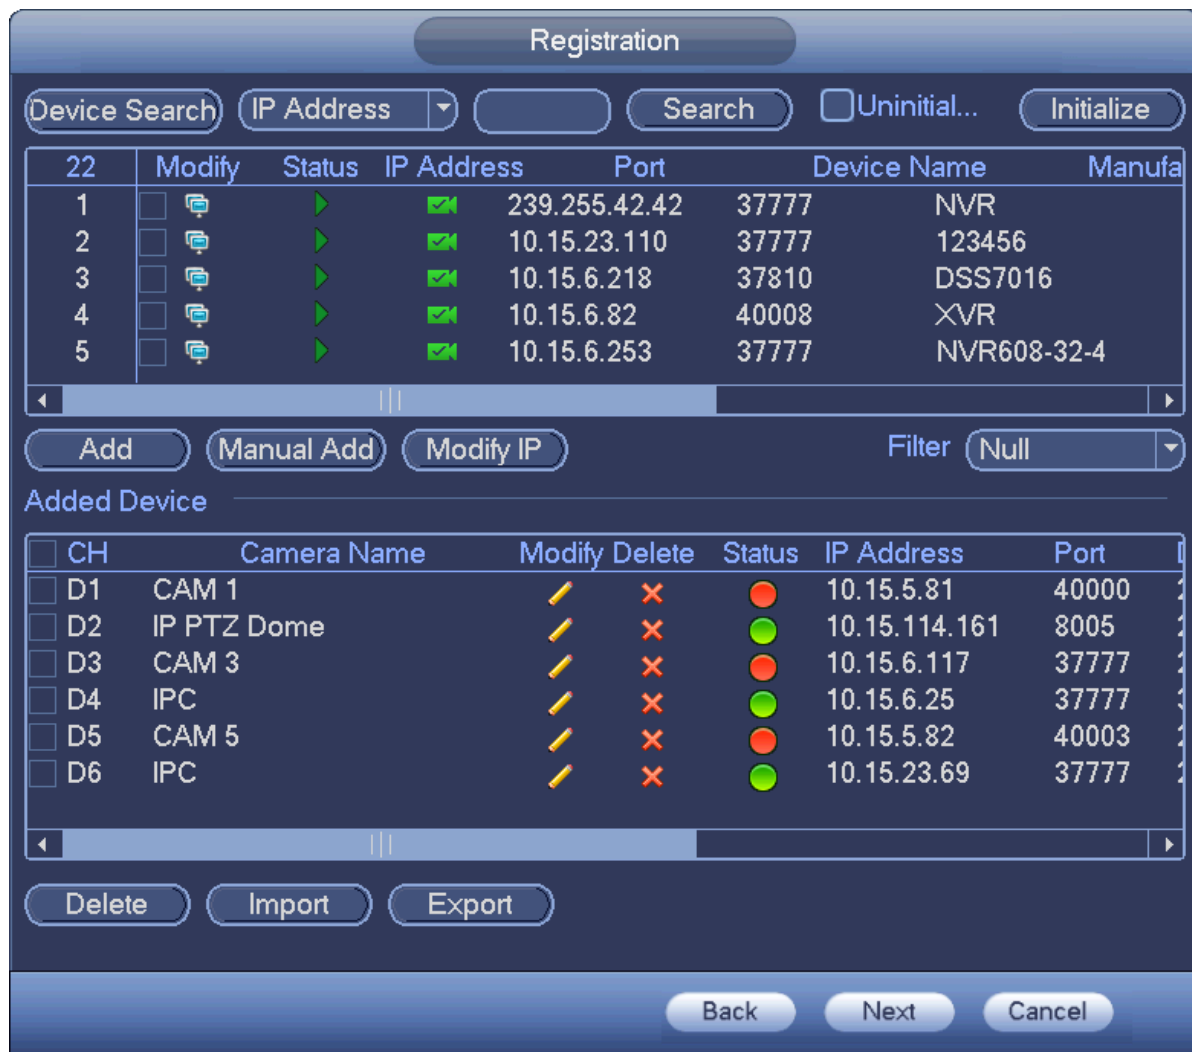 Registration
Device Search IP Address Search Uninitial... Initialize
22 Modify Status IP Address Port Device Name Manufa
1 239.255.42.42 37777 NVR
2 10.15.23.110 37777 123456
3 10.15.6.218 37810 DSS7016
4 10.15.6.82 40008 XVR
5 10.15.6.253 37777 NVR608-32-4
Add Manual Add Modify IP Filter Null
Added Device
CH Camera Name Modify Delete Status IP Address Port
D1 CAM 1 10.15.5.81 40000
D2 IP PTZ Dome 10.15.114.161 8005
D3 CAM 3 10.15.6.117 37777
D4 IPC 10.15.6.25 37777
D5 CAM 5 10.15.5.82 40003
D6 IPC 10.15.23.69 37777
Delete Import Export
Back Next Cancel